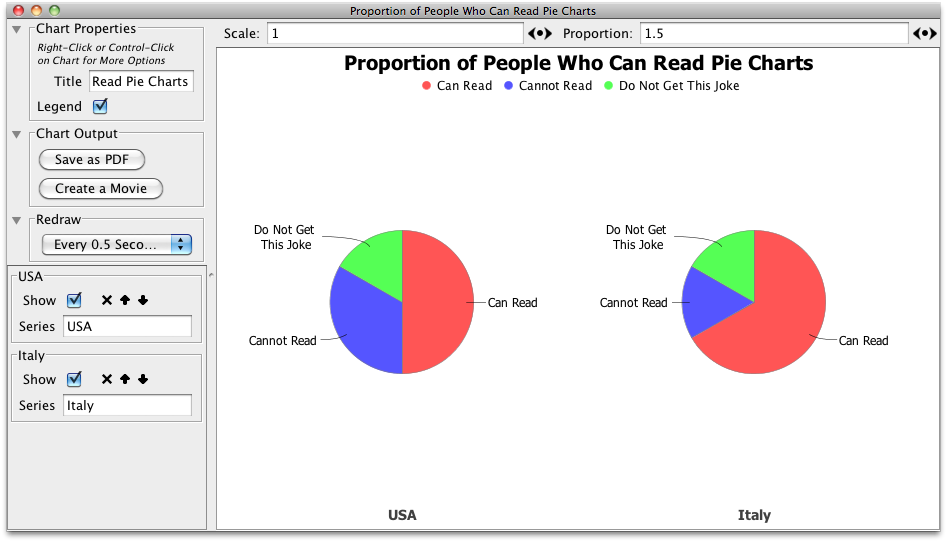 Proportion of People Who Can Read Pie Charts
Chart Properties
Right-Click or Control-Click
on Chart for More Options
Title Read Pie Charts
Legend
Chart Output
Save as PDF
Create a Movie
Redraw
Every 0.5 Seco...
USA
Show
Series USA
Italy
Show
Series Italy
Scale: 1 Proportion: 1.5
Proportion of People Who Can Read Pie Charts
Can Read Cannot Read Do Not Get This Joke
Do Not Get
This Joke
Can Read
Cannot Read
USA
Do Not Get
This Joke
Cannot Read
Can Read
Italy